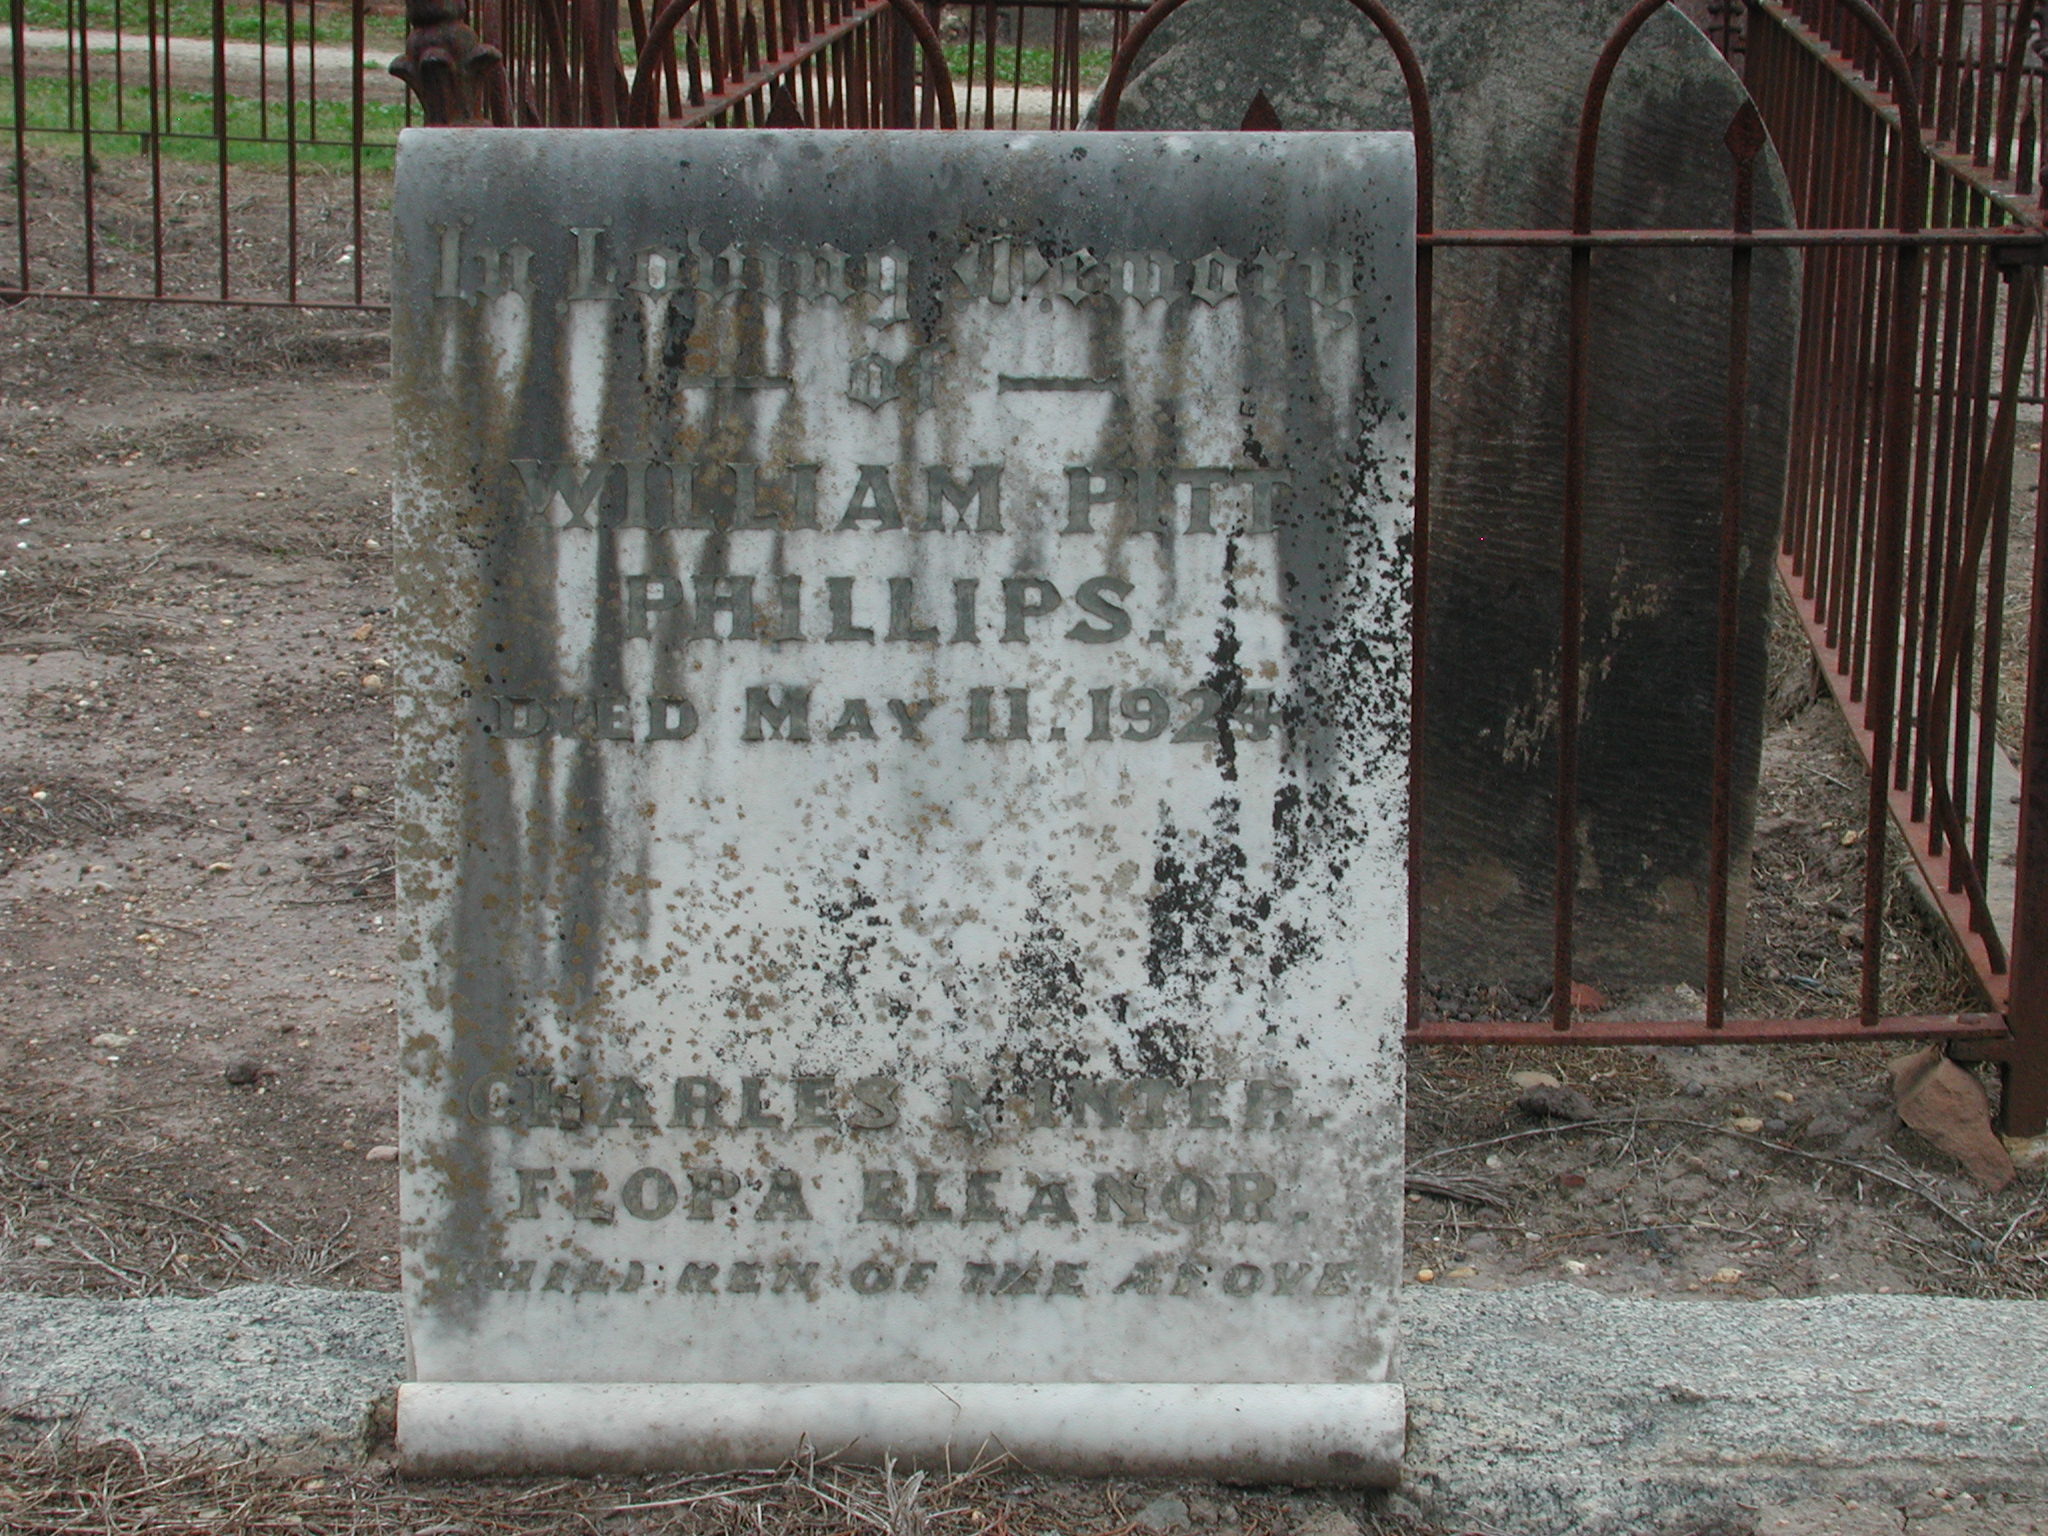 In Loving Memory
— of —
WILLIAM PITT
PHILLIPS.
DIED MAY 11. 1924
CHARLES MINTER.
FLORA ELEANOR.
CHILDREN OF THE ABOVE.